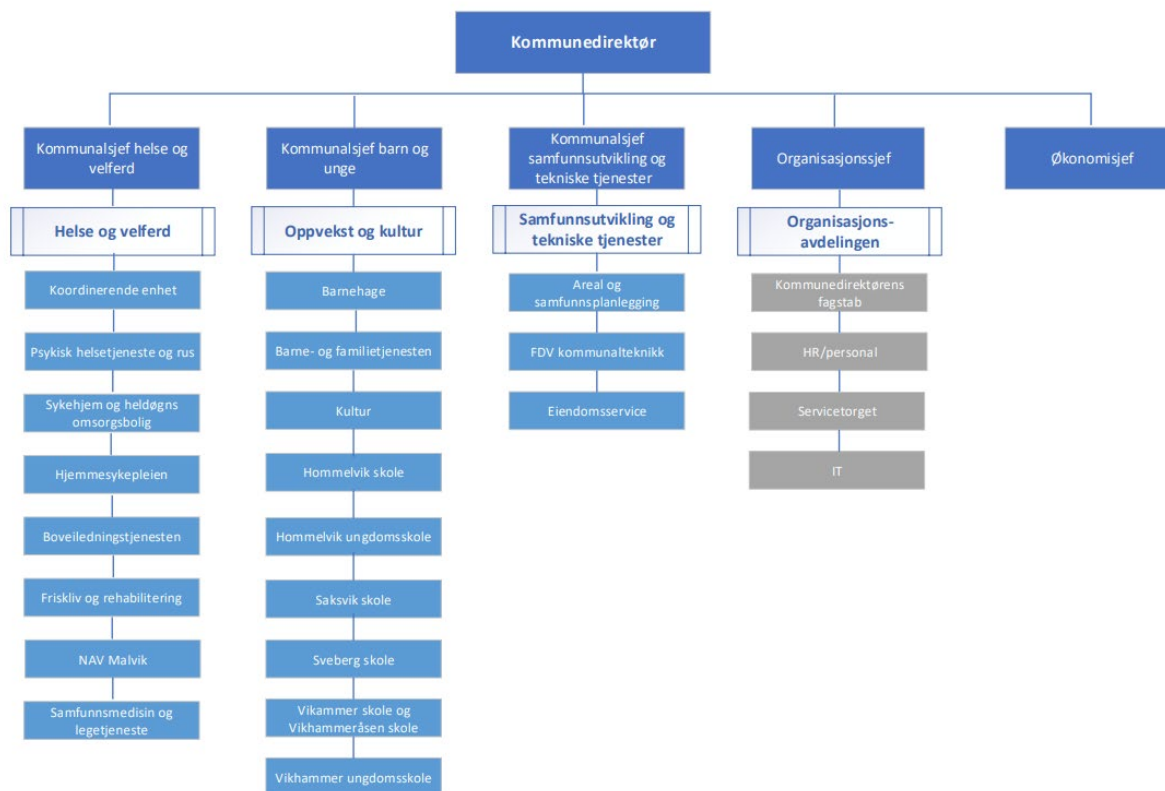 Kommunedirektør
Kommunalsjef helse og
velferd
Kommunalsjef barn og
unge
Kommunalsjef
samfunnsutvikling og
tekniske tjenester
Organisasjonssjef
Økonomisjef
Helse og velferd
Oppvekst og kultur
Samfunnsutvikling og
tekniske tjenester
Organisasjons-
avdelingen
Koordinerende enhet
Psykisk helsetjeneste og rus
Sykehjem og heldøgns
omsorgsbolig
Hjemmesykepleien
Boveiledningstjenesten
Friskliv og rehabilitering
NAV Malvik
Samfunnsmedisin og
legetjeneste
Barnehage
Barne- og familietjenesten
Kultur
Hommelvik skole
Hommelvik ungdomsskole
Saksvik skole
Sveberg skole
Vikammer skole og
Vikhammeråsen skole
Vikhammer ungdomsskole
Areal og
samfunnsplanlegging
FDV kommunalteknikk
Eiendomsservice
Kommunedirektørens
fagstab
HR/personal
Servicetorget
IT